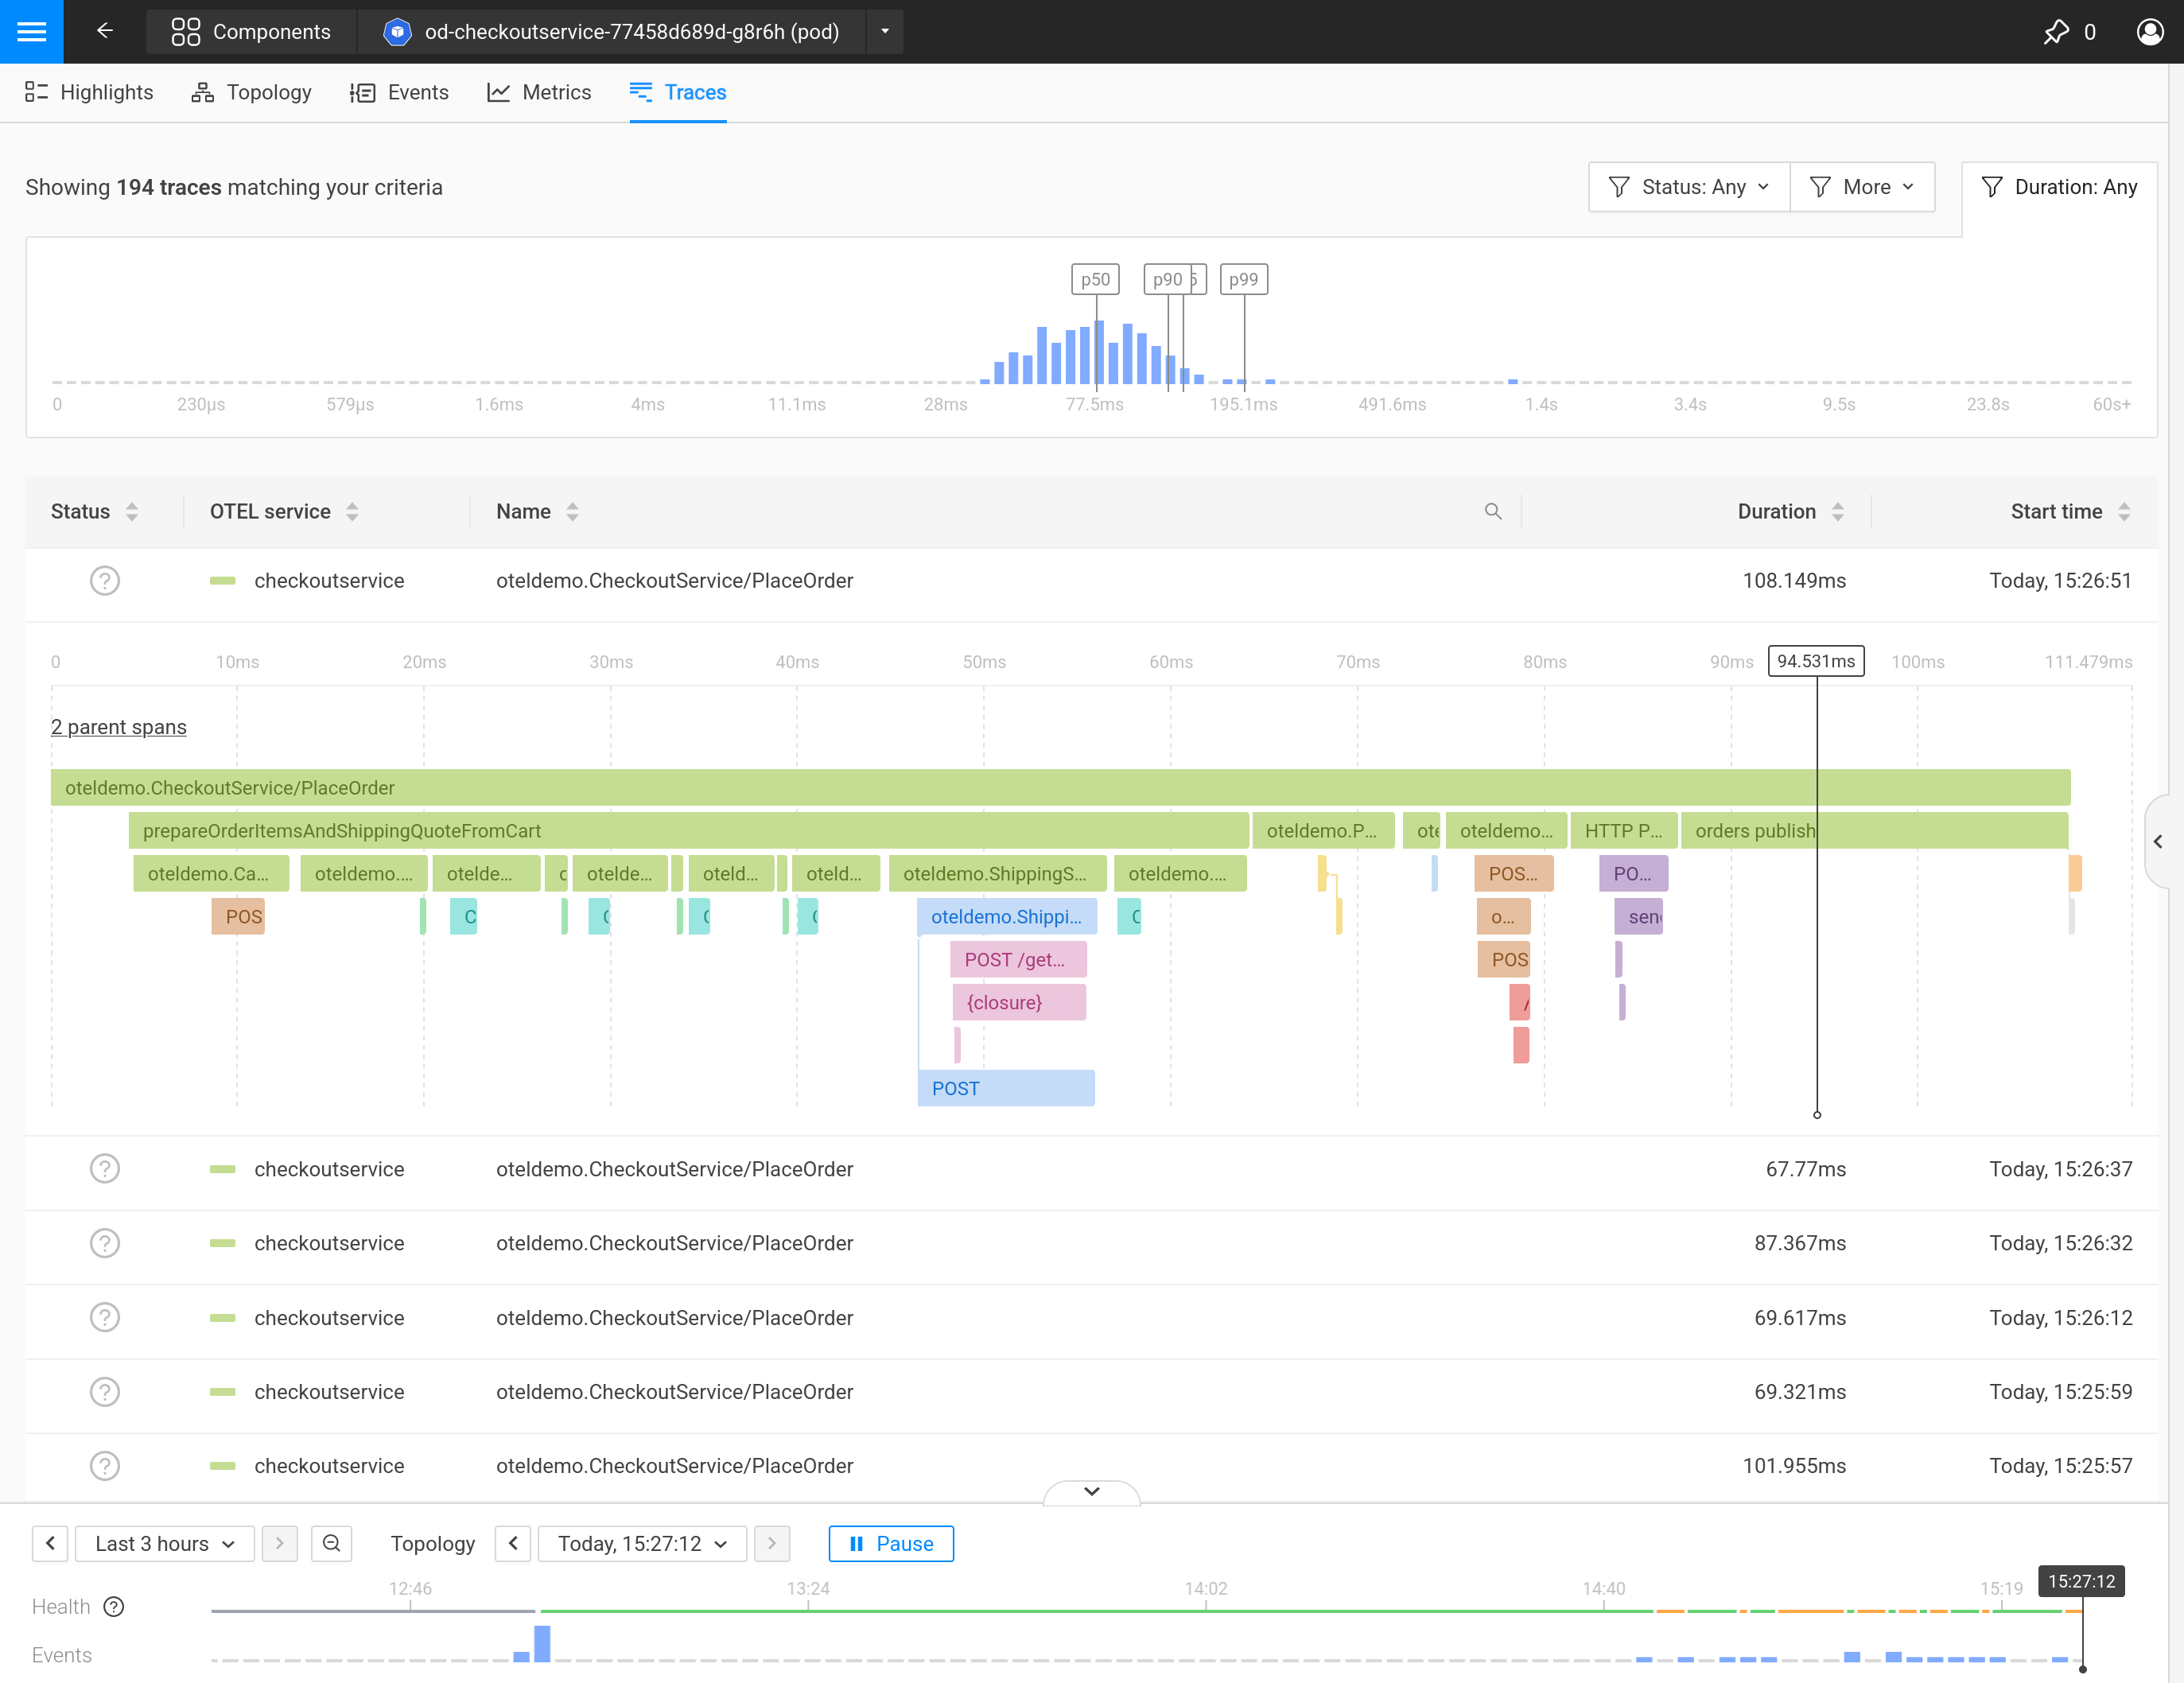 Components od-checkoutservice-77458d689d-g8r6h (pod) 0
Highlights Topology Events Metrics Traces
Showing 194 traces matching your criteria Status: Any More Duration: Any
p50 p90 5 p99
0 230µs 579µs 1.6ms 4ms 11.1ms 28ms 77.5ms 195.1ms 491.6ms 1.4s 3.4s 9.5s 23.8s 60s+
Status OTEL service Name Duration Start time
? checkoutservice oteldemo.CheckoutService/PlaceOrder 108.149ms Today, 15:26:51
0 10ms 20ms 30ms 40ms 50ms 60ms 70ms 80ms 90ms 94.531ms 100ms 111.479ms
2 parent spans
oteldemo.CheckoutService/PlaceOrder
prepareOrderItemsAndShippingQuoteFromCart oteldemo.P... ote oteldemo... HTTP P... orders publish
oteldemo.Ca... oteldemo.... otelde... otelde... oteld... oteld... oteldemo.ShippingS... oteldemo.... POS... PO...
POS C oteldemo.Shippi... o... sen
POST /get... POS
{closure} /
POST
? checkoutservice oteldemo.CheckoutService/PlaceOrder 67.77ms Today, 15:26:37
? checkoutservice oteldemo.CheckoutService/PlaceOrder 87.367ms Today, 15:26:32
? checkoutservice oteldemo.CheckoutService/PlaceOrder 69.617ms Today, 15:26:12
? checkoutservice oteldemo.CheckoutService/PlaceOrder 69.321ms Today, 15:25:59
? checkoutservice oteldemo.CheckoutService/PlaceOrder 101.955ms Today, 15:25:57
Last 3 hours Topology Today, 15:27:12 Pause
12:46 13:24 14:02 14:40 15:19 15:27:12
Health ?
Events